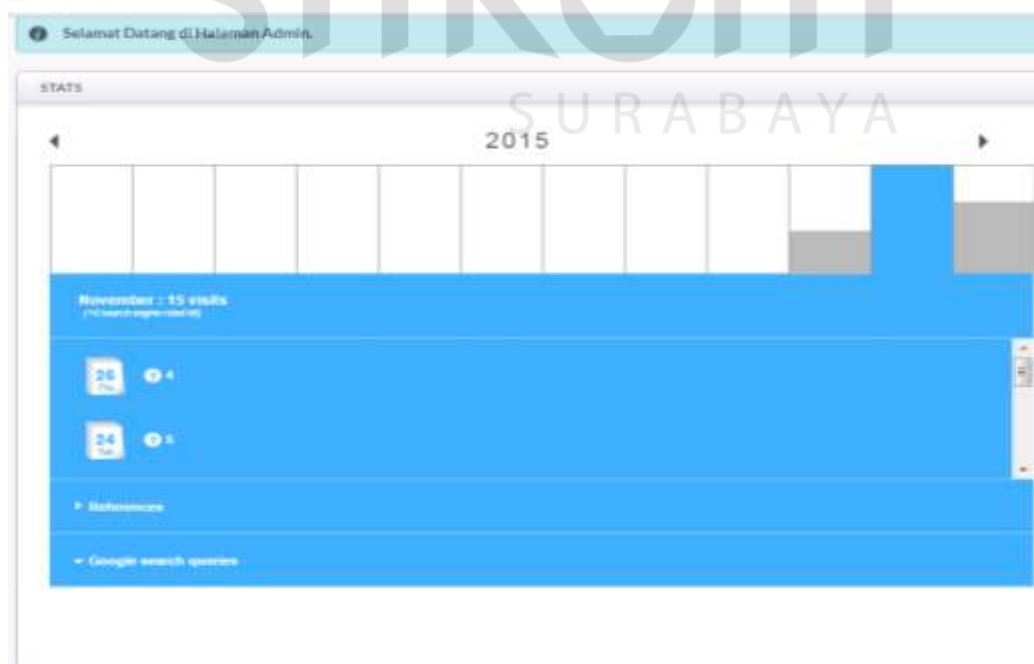 Selamat Datang di Halaman Admin.
STATS
SURABAYA
2015
November : 15 visits
26
4
24
References
Google search queries